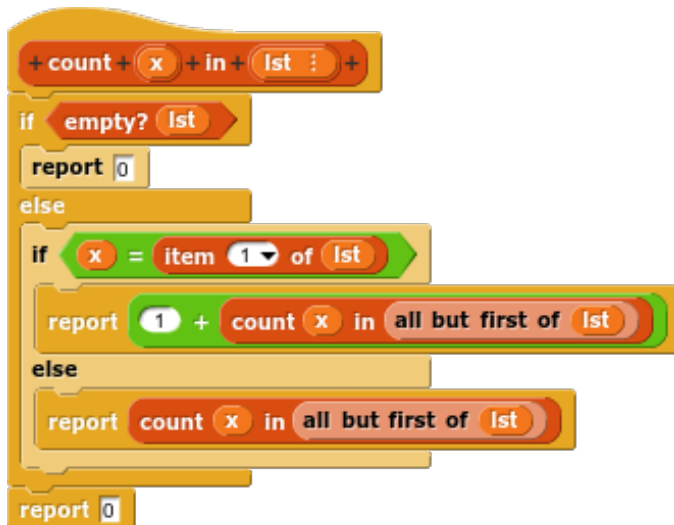 + count + x + in + lst ⋮ +
if empty? lst
report 0
else
if x = item 1 of lst
report 1 + count x in all but first of lst
else
report count x in all but first of lst
report 0